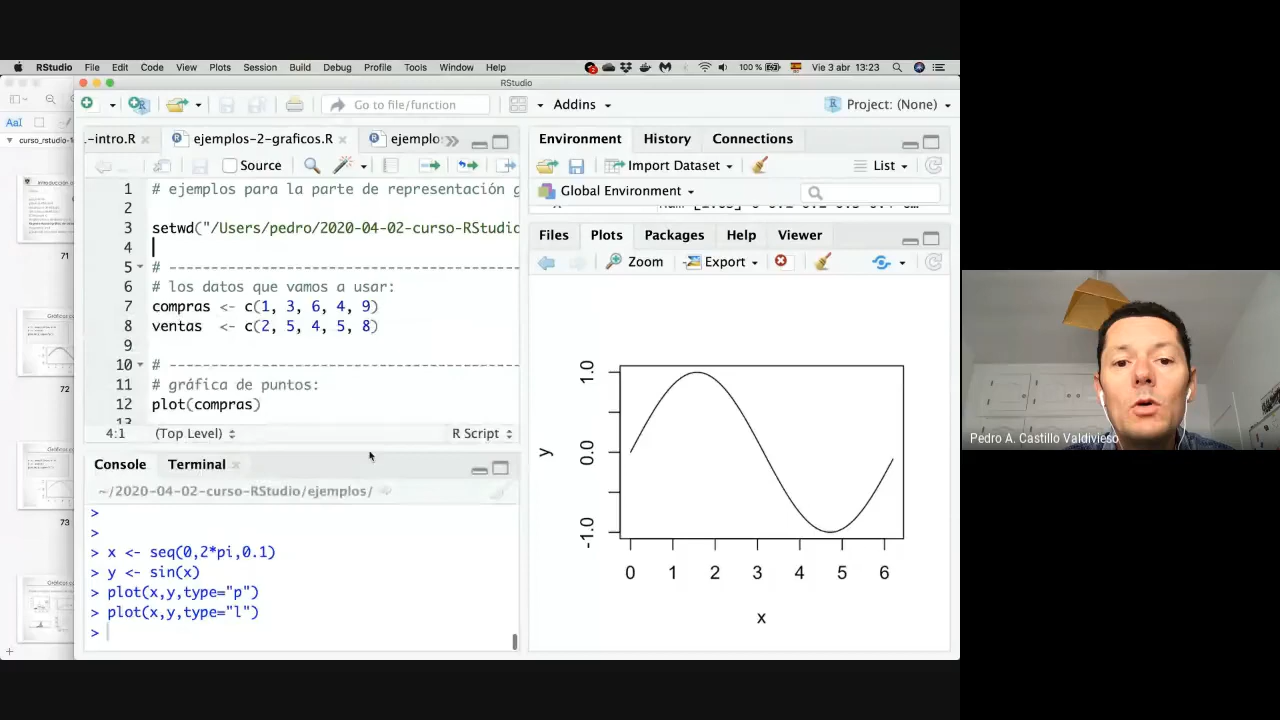 RStudio File Edit Code View Plots Session Build Debug Profile Tools Window Help 100 % Vie 3 abr 13:23
RStudio
Go to file/function Addins Project: (None)
curso_rstudio-1
-intro.R ejemplos-2-graficos.R ejemplo
Source
1 # ejemplos para la parte de representación g
2
3 setwd("/Users/pedro/2020-04-02-curso-RStudio
4
5 # 
6 # los datos que vamos a usar:
7 compras <- c(1, 3, 6, 4, 9)
8 ventas <- c(2, 5, 4, 5, 8)
9
10 # 
11 # gráfica de puntos:
12 plot(compras)
4:1 (Top Level) R Script
Console Terminal
~/2020-04-02-curso-RStudio/ejemplos/
>
>
> x <- seq(0,2*pi,0.1)
> y <- sin(x)
> plot(x,y,type="p")
> plot(x,y,type="l")
>
Environment History Connections
Import Dataset List
Global Environment
Files Plots Packages Help Viewer
Zoom Export
1.0
0.0
-1.0
y
0 1 2 3 4 5 6
x
71
72
73
Pedro A. Castillo Valdivieso